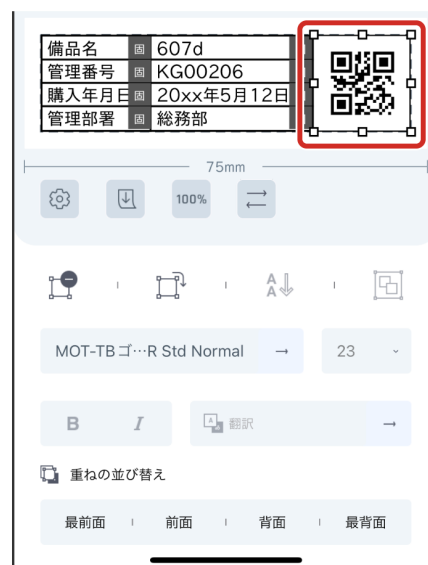 備品名 固 607d
管理番号 固 KG00206
購入年月日 固 20xx年5月12日
管理部署 固 総務部
75mm
100%
A
A
MOT-TBゴ…R Std Normal → 23
B I A 翻訳 →
重ねの並び替え
最前面 前面 背面 最背面